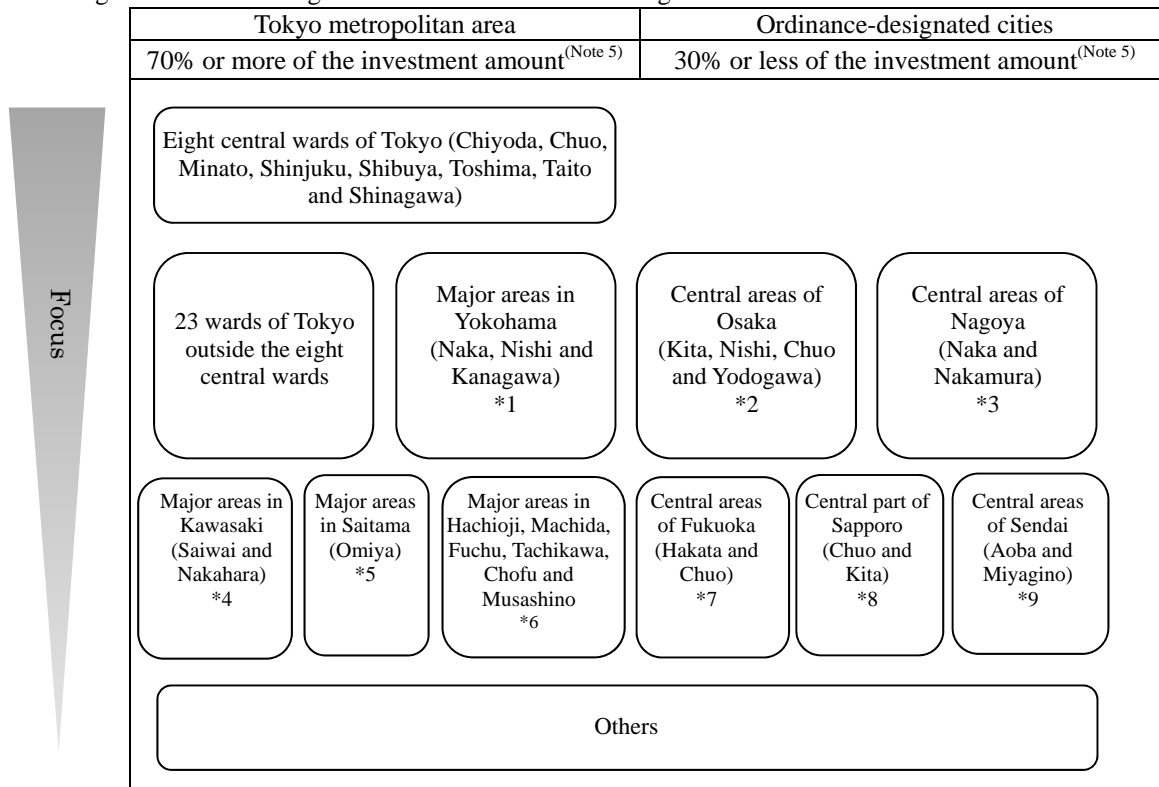 Tokyo metropolitan area
Ordinance-designated cities
70% or more of the investment amount(Note 5)
30% or less of the investment amount(Note 5)
Focus
Eight central wards of Tokyo (Chiyoda, Chuo,
Minato, Shinjuku, Shibuya, Toshima, Taito
and Shinagawa)
23 wards of Tokyo
outside the eight
central wards
Major areas in
Yokohama
(Naka, Nishi and
Kanagawa)
*1
Central areas of
Osaka
(Kita, Nishi, Chuo
and Yodogawa)
*2
Central areas of
Nagoya
(Naka and
Nakamura)
*3
Major areas in
Kawasaki
(Saiwai and
Nakahara)
*4
Major areas
in Saitama
(Omiya)
*5
Major areas in
Hachioji, Machida,
Fuchu, Tachikawa,
Chofu and
Musashino
*6
Central areas
of Fukuoka
(Hakata and
Chuo)
*7
Central part of
Sapporo
(Chuo and
Kita)
*8
Central areas
of Sendai
(Aoba and
Miyagino)
*9
Others